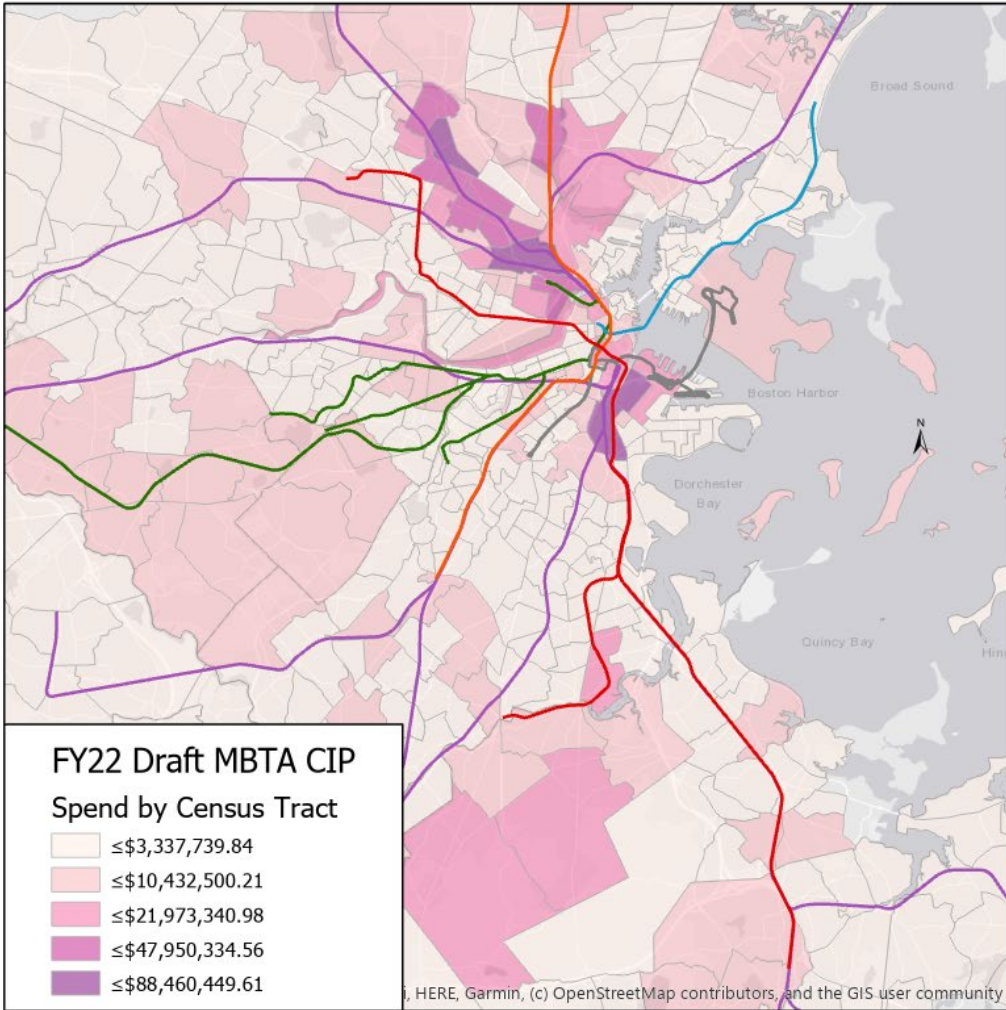 Broad Sound
Boston Harbor
N
Dorchester
Bay
Quincy Bay
FY22 Draft MBTA CIP
Spend by Census Tract
≤$3,337,739.84
≤$10,432,500.21
≤$21,973,340.98
≤$47,950,334.56
≤$88,460,449.61
, HERE, Garmin, (c) OpenStreetMap contributors, and the GIS user community